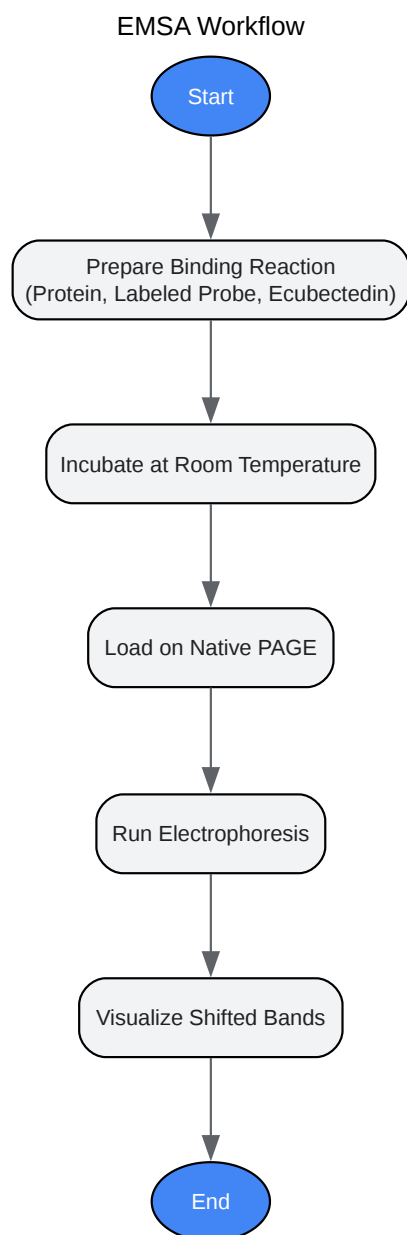 EMSA Workflow
Start
Prepare Binding Reaction
(Protein, Labeled Probe, Ecubectedin)
Incubate at Room Temperature
Load on Native PAGE
Run Electrophoresis
Visualize Shifted Bands
End